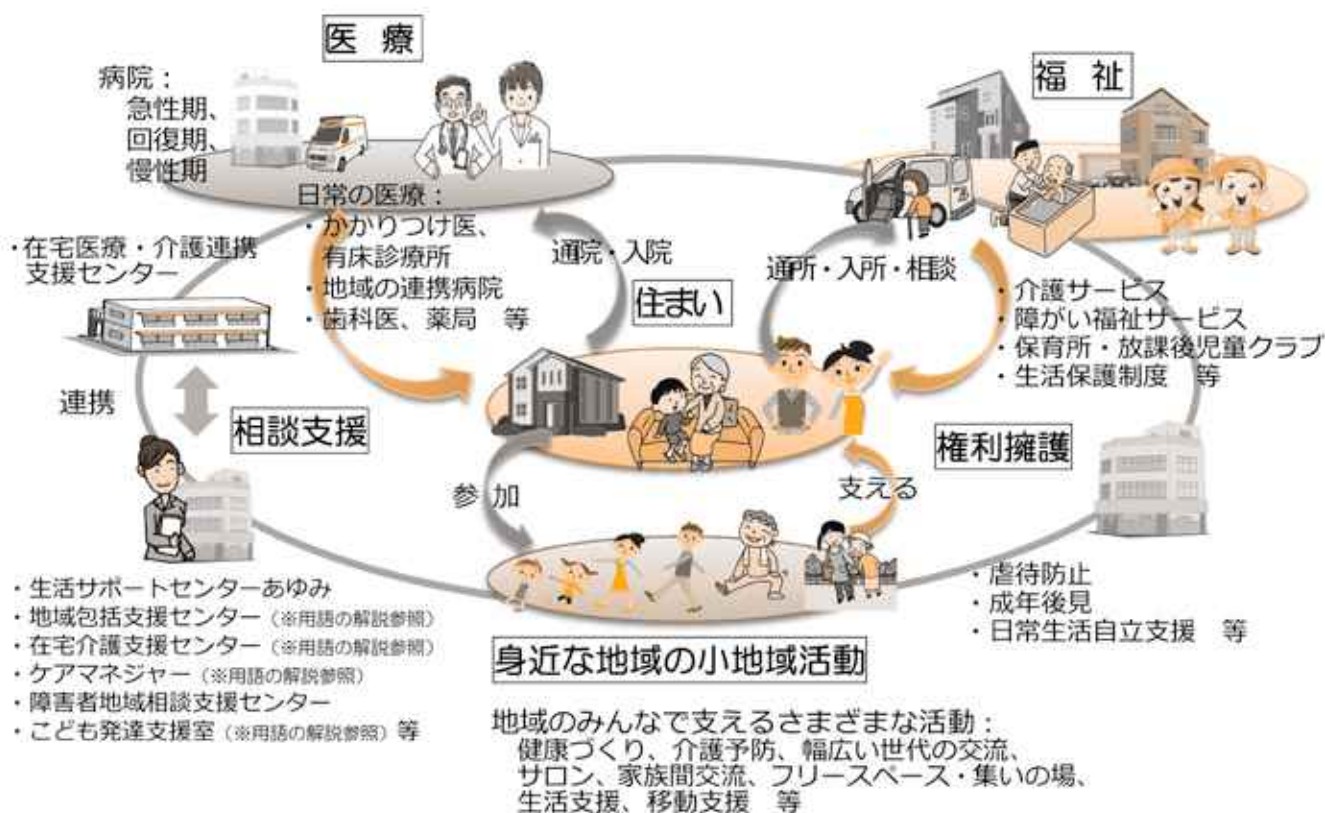 医 療
病院：
急性期、
回復期、
慢性期
日常の医療：
・かかりつけ医、
有床診療所
・地域の連携病院
・歯科医、薬局 等
福 祉
通院・入院
通所・入所・相談
住まい
・介護サービス
・障がい福祉サービス
・保育所・放課後児童クラブ
・生活保護制度 等
・在宅医療・介護連携
支援センター
連携
相談支援
権利擁護
参 加
支える
・生活サポートセンターあゆみ
・地域包括支援センター（※用語の解説参照）
・在宅介護支援センター（※用語の解説参照）
・ケアマネジャー（※用語の解説参照）
・障害者地域相談支援センター
・こども発達支援室（※用語の解説参照）等
・虐待防止
・成年後見
・日常生活自立支援 等
身近な地域の小地域活動
地域のみんなで支えるさまざまな活動：
健康づくり、介護予防、幅広い世代の交流、
サロン、家族間交流、フリースペース・集いの場、
生活支援、移動支援 等